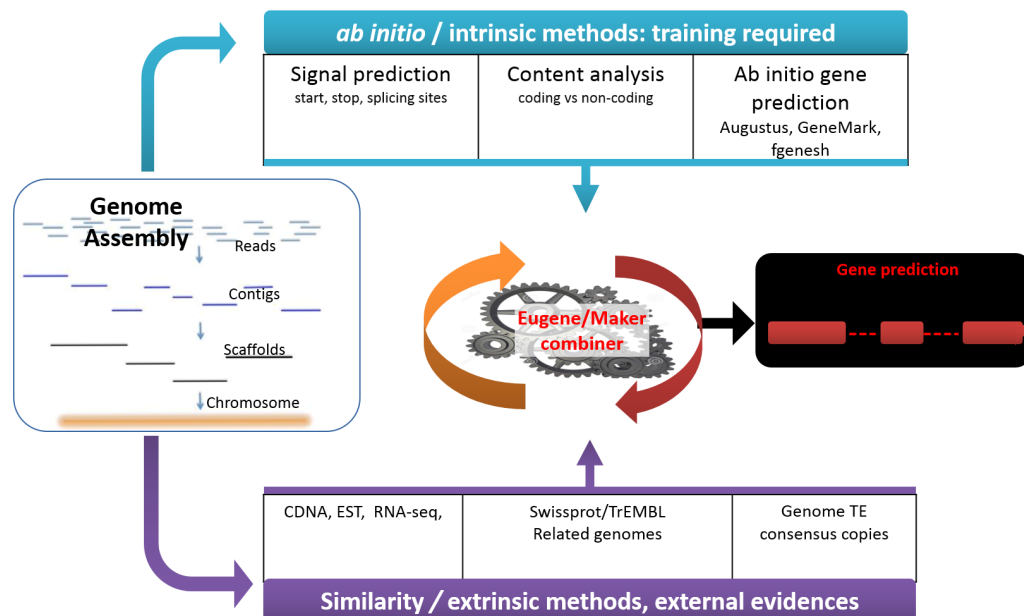 ab initio / intrinsic methods: training required
Signal prediction
start, stop, splicing sites
Content analysis
coding vs non-coding
Ab initio gene
prediction
Augustus, GeneMark,
fgenesh
Genome
Assembly
Reads
Contigs
Scaffolds
Chromosome
Eugene/Maker
combiner
Gene prediction
CDNA, EST, RNA-seq,
Swissprot/TrEMBL
Related genomes
Genome TE
consensus copies
Similarity / extrinsic methods, external evidences